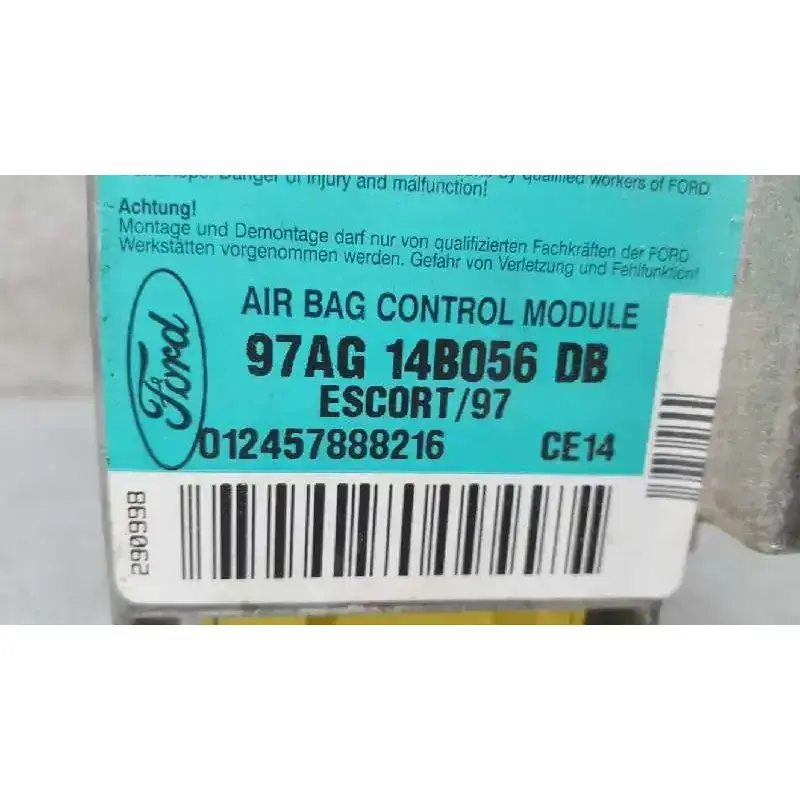 by qualified workers of FORD
Danger of injury and malfunction!
Achtung!
Montage und Demontage darf nur von qualifizierten Fachkräften der FORD
Werkstätten vorgenommen werden. Gefahr von Verletzung und Fehlfunktion!
Ford
AIR BAG CONTROL MODULE
97AG 14B056 DB
ESCORT/97
012457888216 CE14
290998